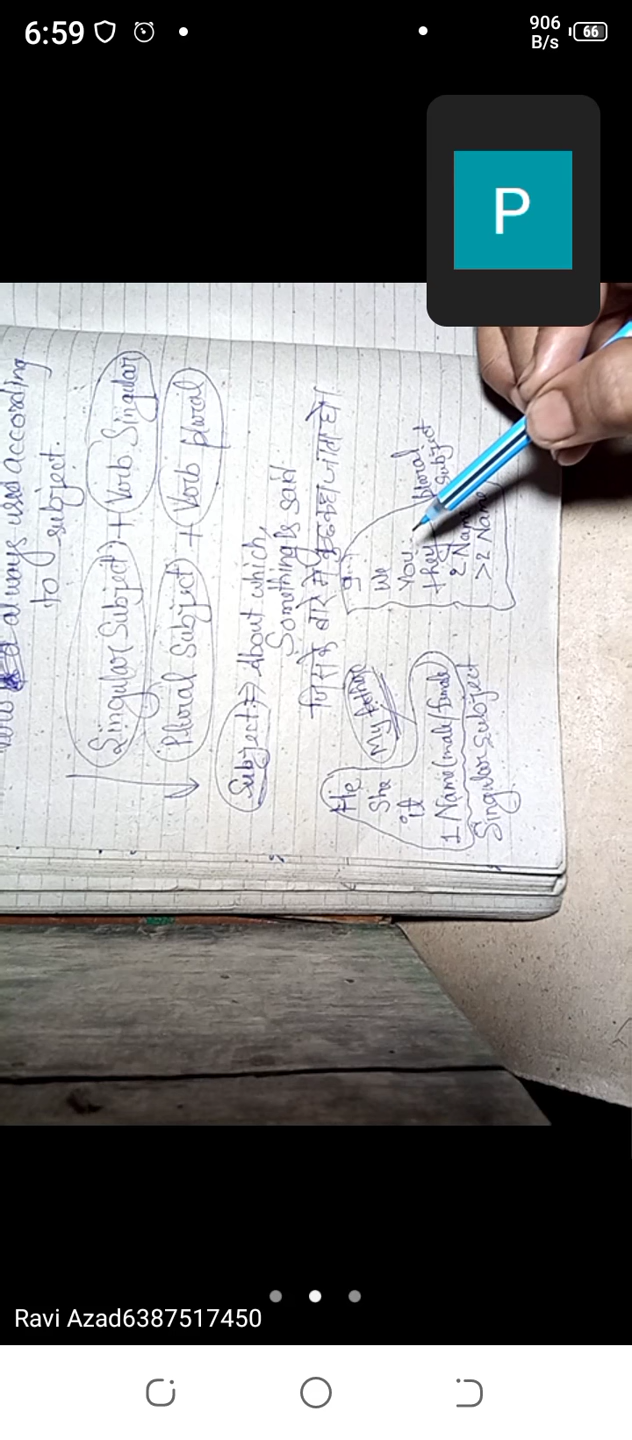 6:59
906
B/s
66
P
always used according
to subject.
Singular Subject + Verb Singular
Plural Subject + Verb plural
Subject => About which,
Something is said
जिसके बारे में कुछ कहा जाय
He
She
it
1 Name (male/female)
Singular Subject
My father
I
We
You
they
2 Name
>2 Name
plural
subject
Ravi Azad6387517450